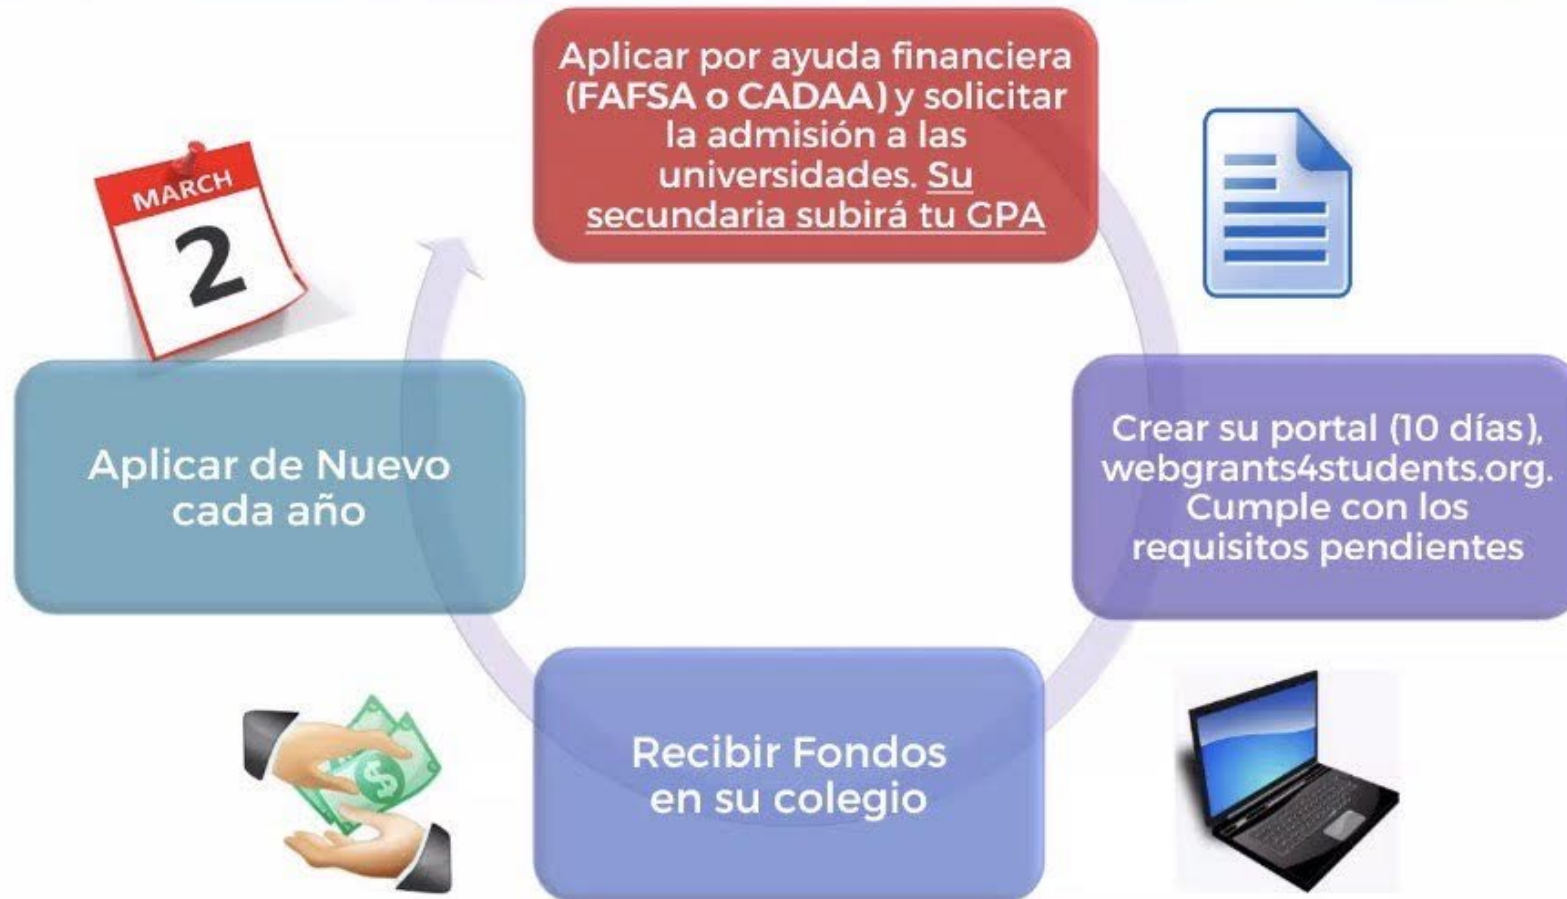 Aplicar por ayuda financiera
(FAFSA o CADAA) y solicitar
la admisión a las
universidades. Su
secundaria subirá tu GPA
MARCH
2
Crear su portal (10 días),
webgrants4students.org.
Cumple con los
requisitos pendientes
Aplicar de Nuevo
cada año
Recibir Fondos
en su colegio
$